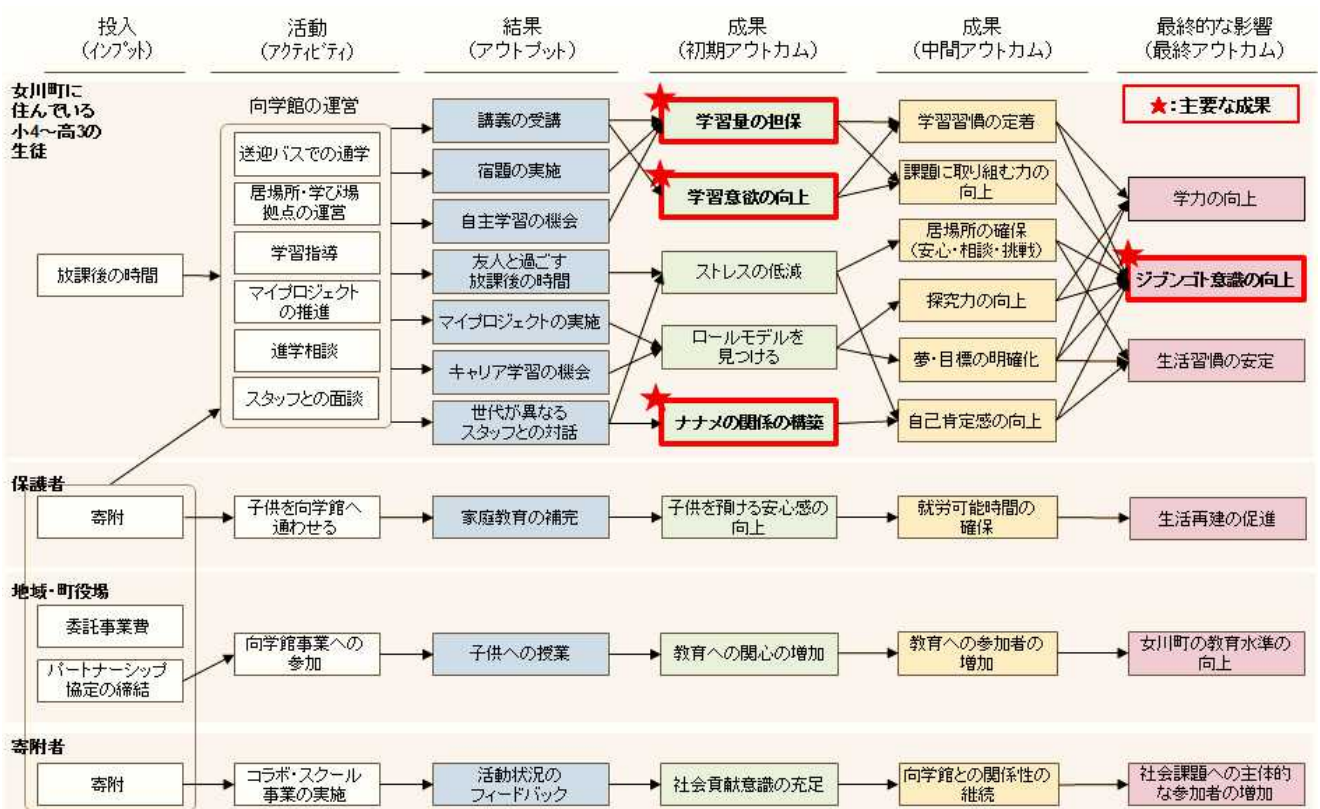 投入
(インプット)
活動
(アクティビティ)
結果
(アウトプット)
成果
(初期アウトカム)
成果
(中間アウトカム)
最終的な影響
(最終アウトカム)
女川町に
住んでいる
小4～高3の
生徒
放課後の時間
向学館の運営
送迎バスでの通学
居場所・学び場
拠点の運営
学習指導
マイプロジェクト
の推進
進学相談
スタッフとの面談
講義の受講
宿題の実施
自主学習の機会
友人と過ごす
放課後の時間
マイプロジェクトの実施
キャリア学習の機会
世代が異なる
スタッフとの対話
学習量の担保
学習意欲の向上
ストレスの低減
ロールモデルを
見つける
ナナメの関係の構築
学習習慣の定着
課題に取り組む力の
向上
居場所の確保
(安心・相談・挑戦)
探究力の向上
夢・目標の明確化
自己肯定感の向上
★:主要な成果
学力の向上
ジブンゴト意識の向上
生活習慣の安定
保護者
寄附
子供を向学館へ
通わせる
家庭教育の補完
子供を預ける安心感の
向上
就労可能時間の
確保
生活再建の促進
地域・町役場
委託事業費
パートナーシップ
協定の締結
向学館事業への
参加
子供への授業
教育への関心の増加
教育への参加者の
増加
女川町の教育水準の
向上
寄附者
寄附
コラボ・スクール
事業の実施
活動状況の
フィードバック
社会貢献意識の充足
向学館との関係性の
継続
社会課題への主体的
な参加者の増加